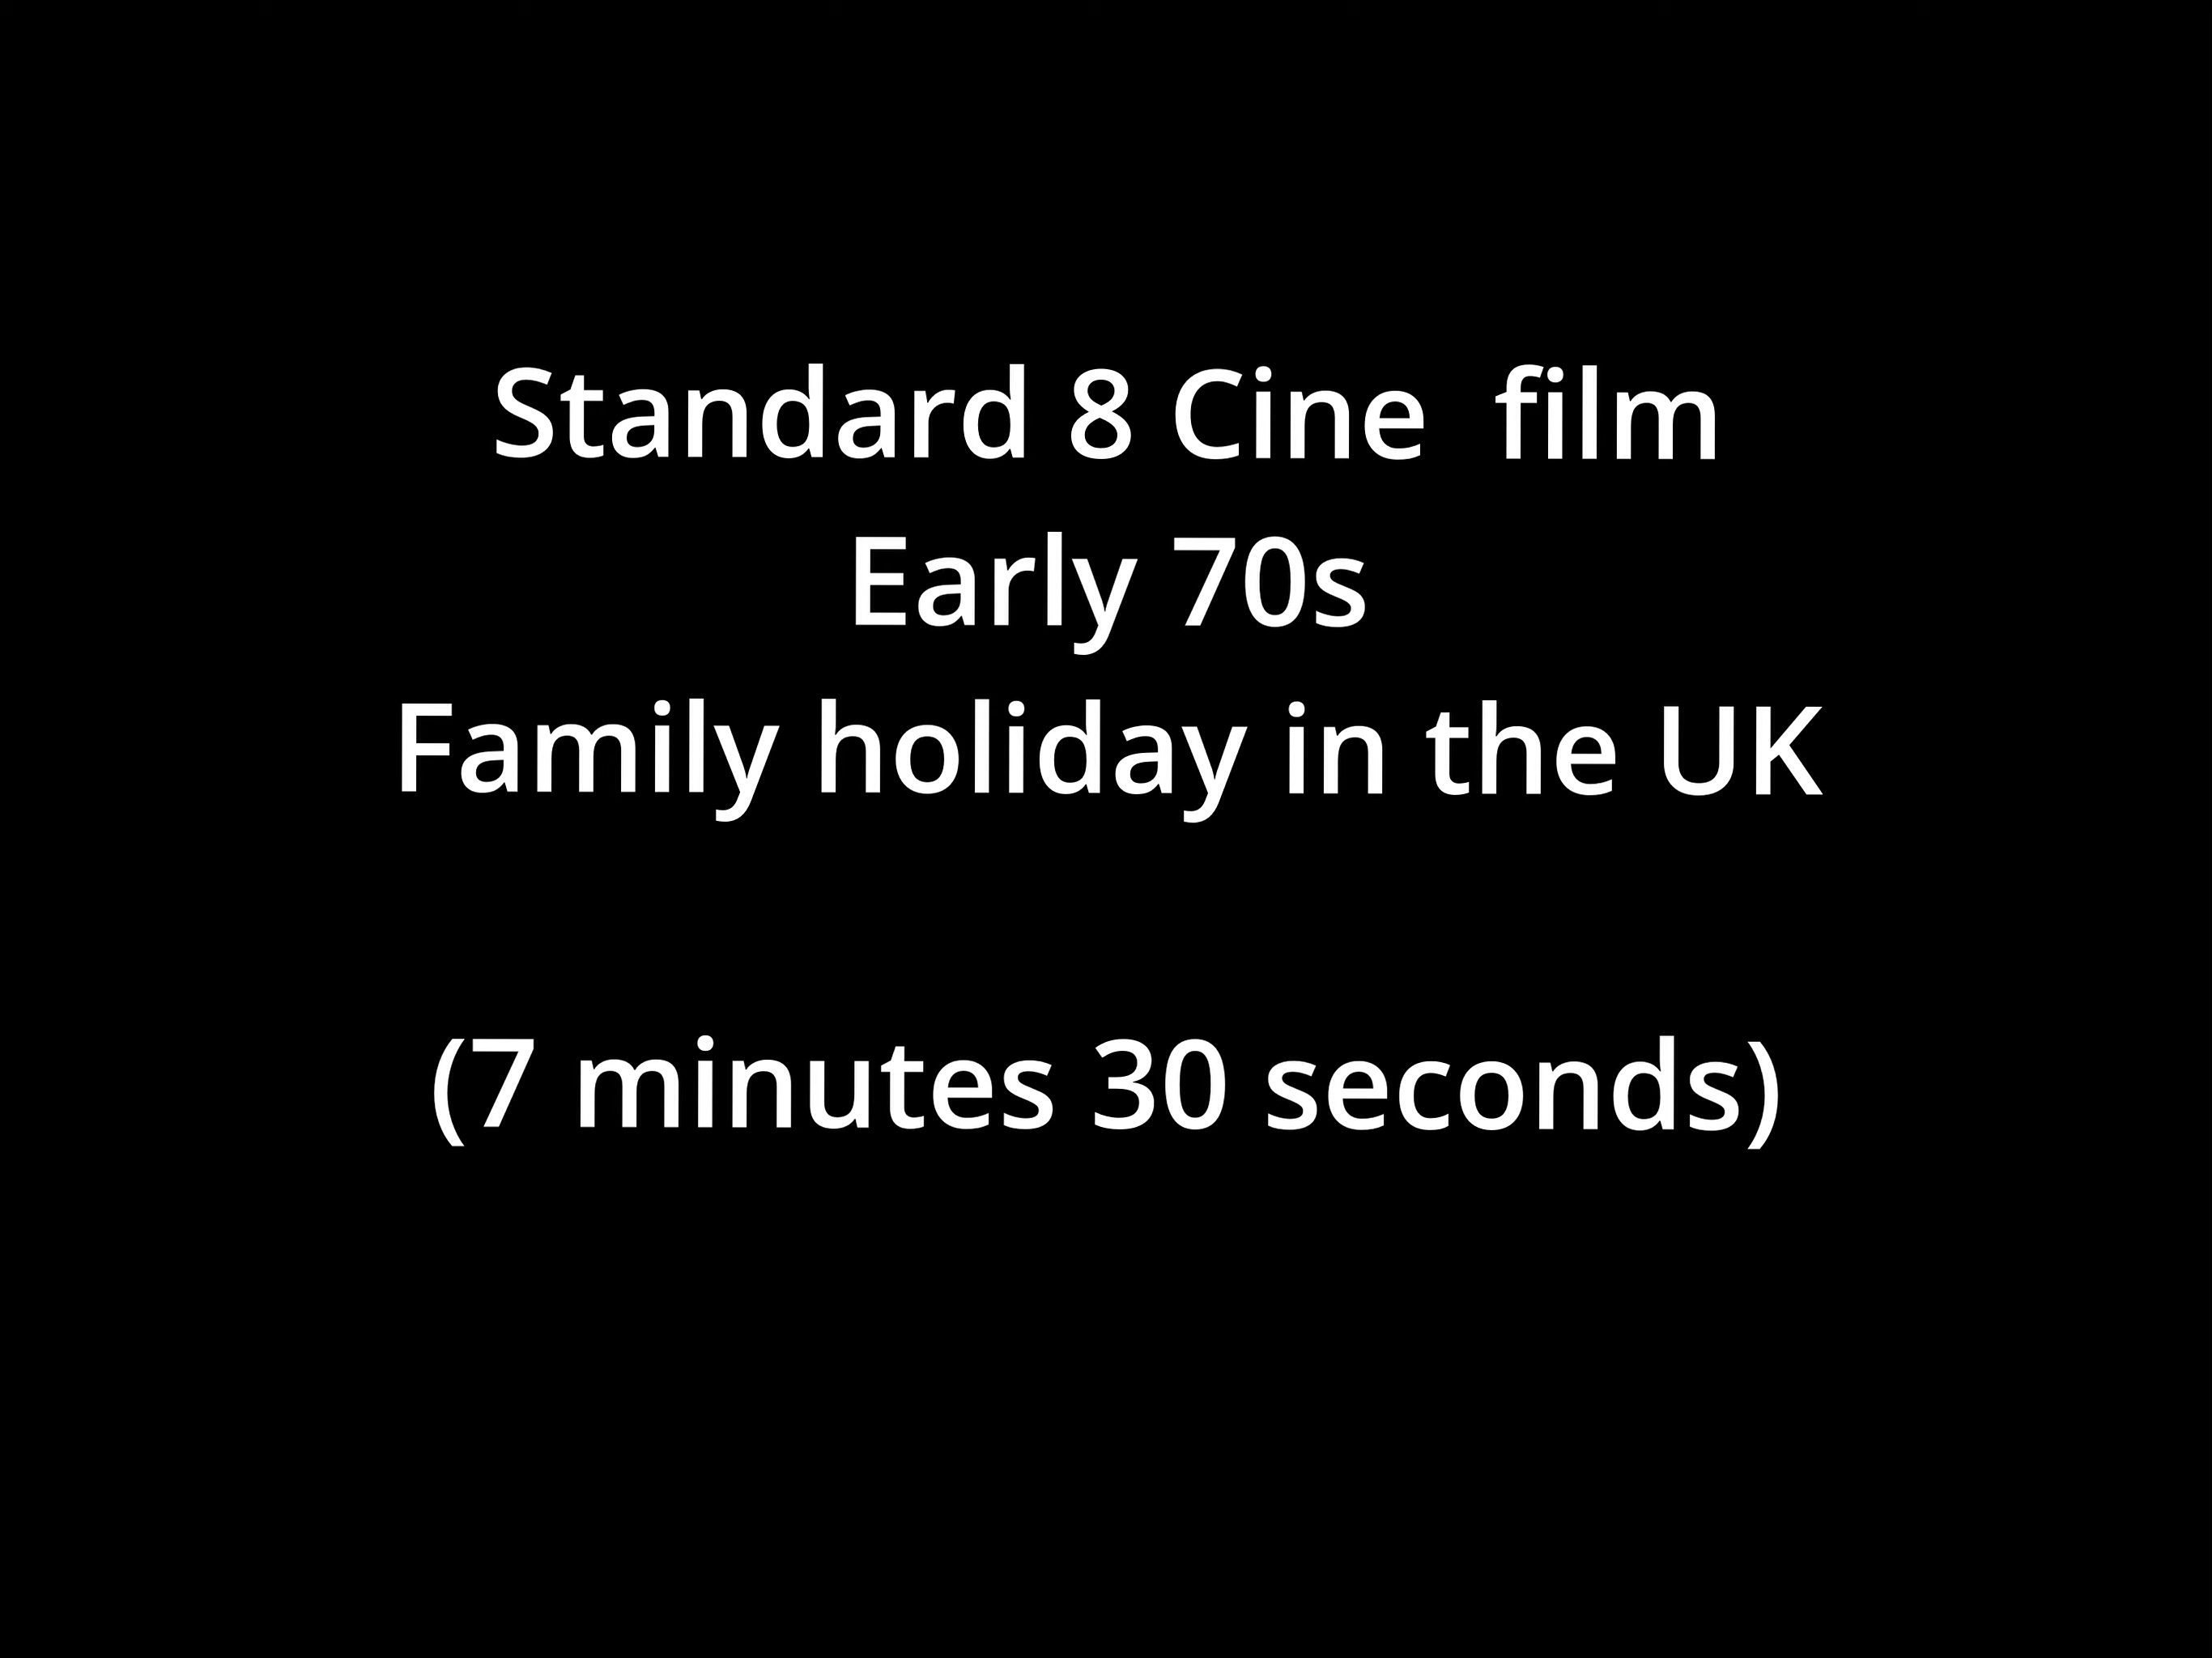 Standard 8 Cine  film
Early 70s
Family holiday in the UK
(7 minutes 30 seconds)